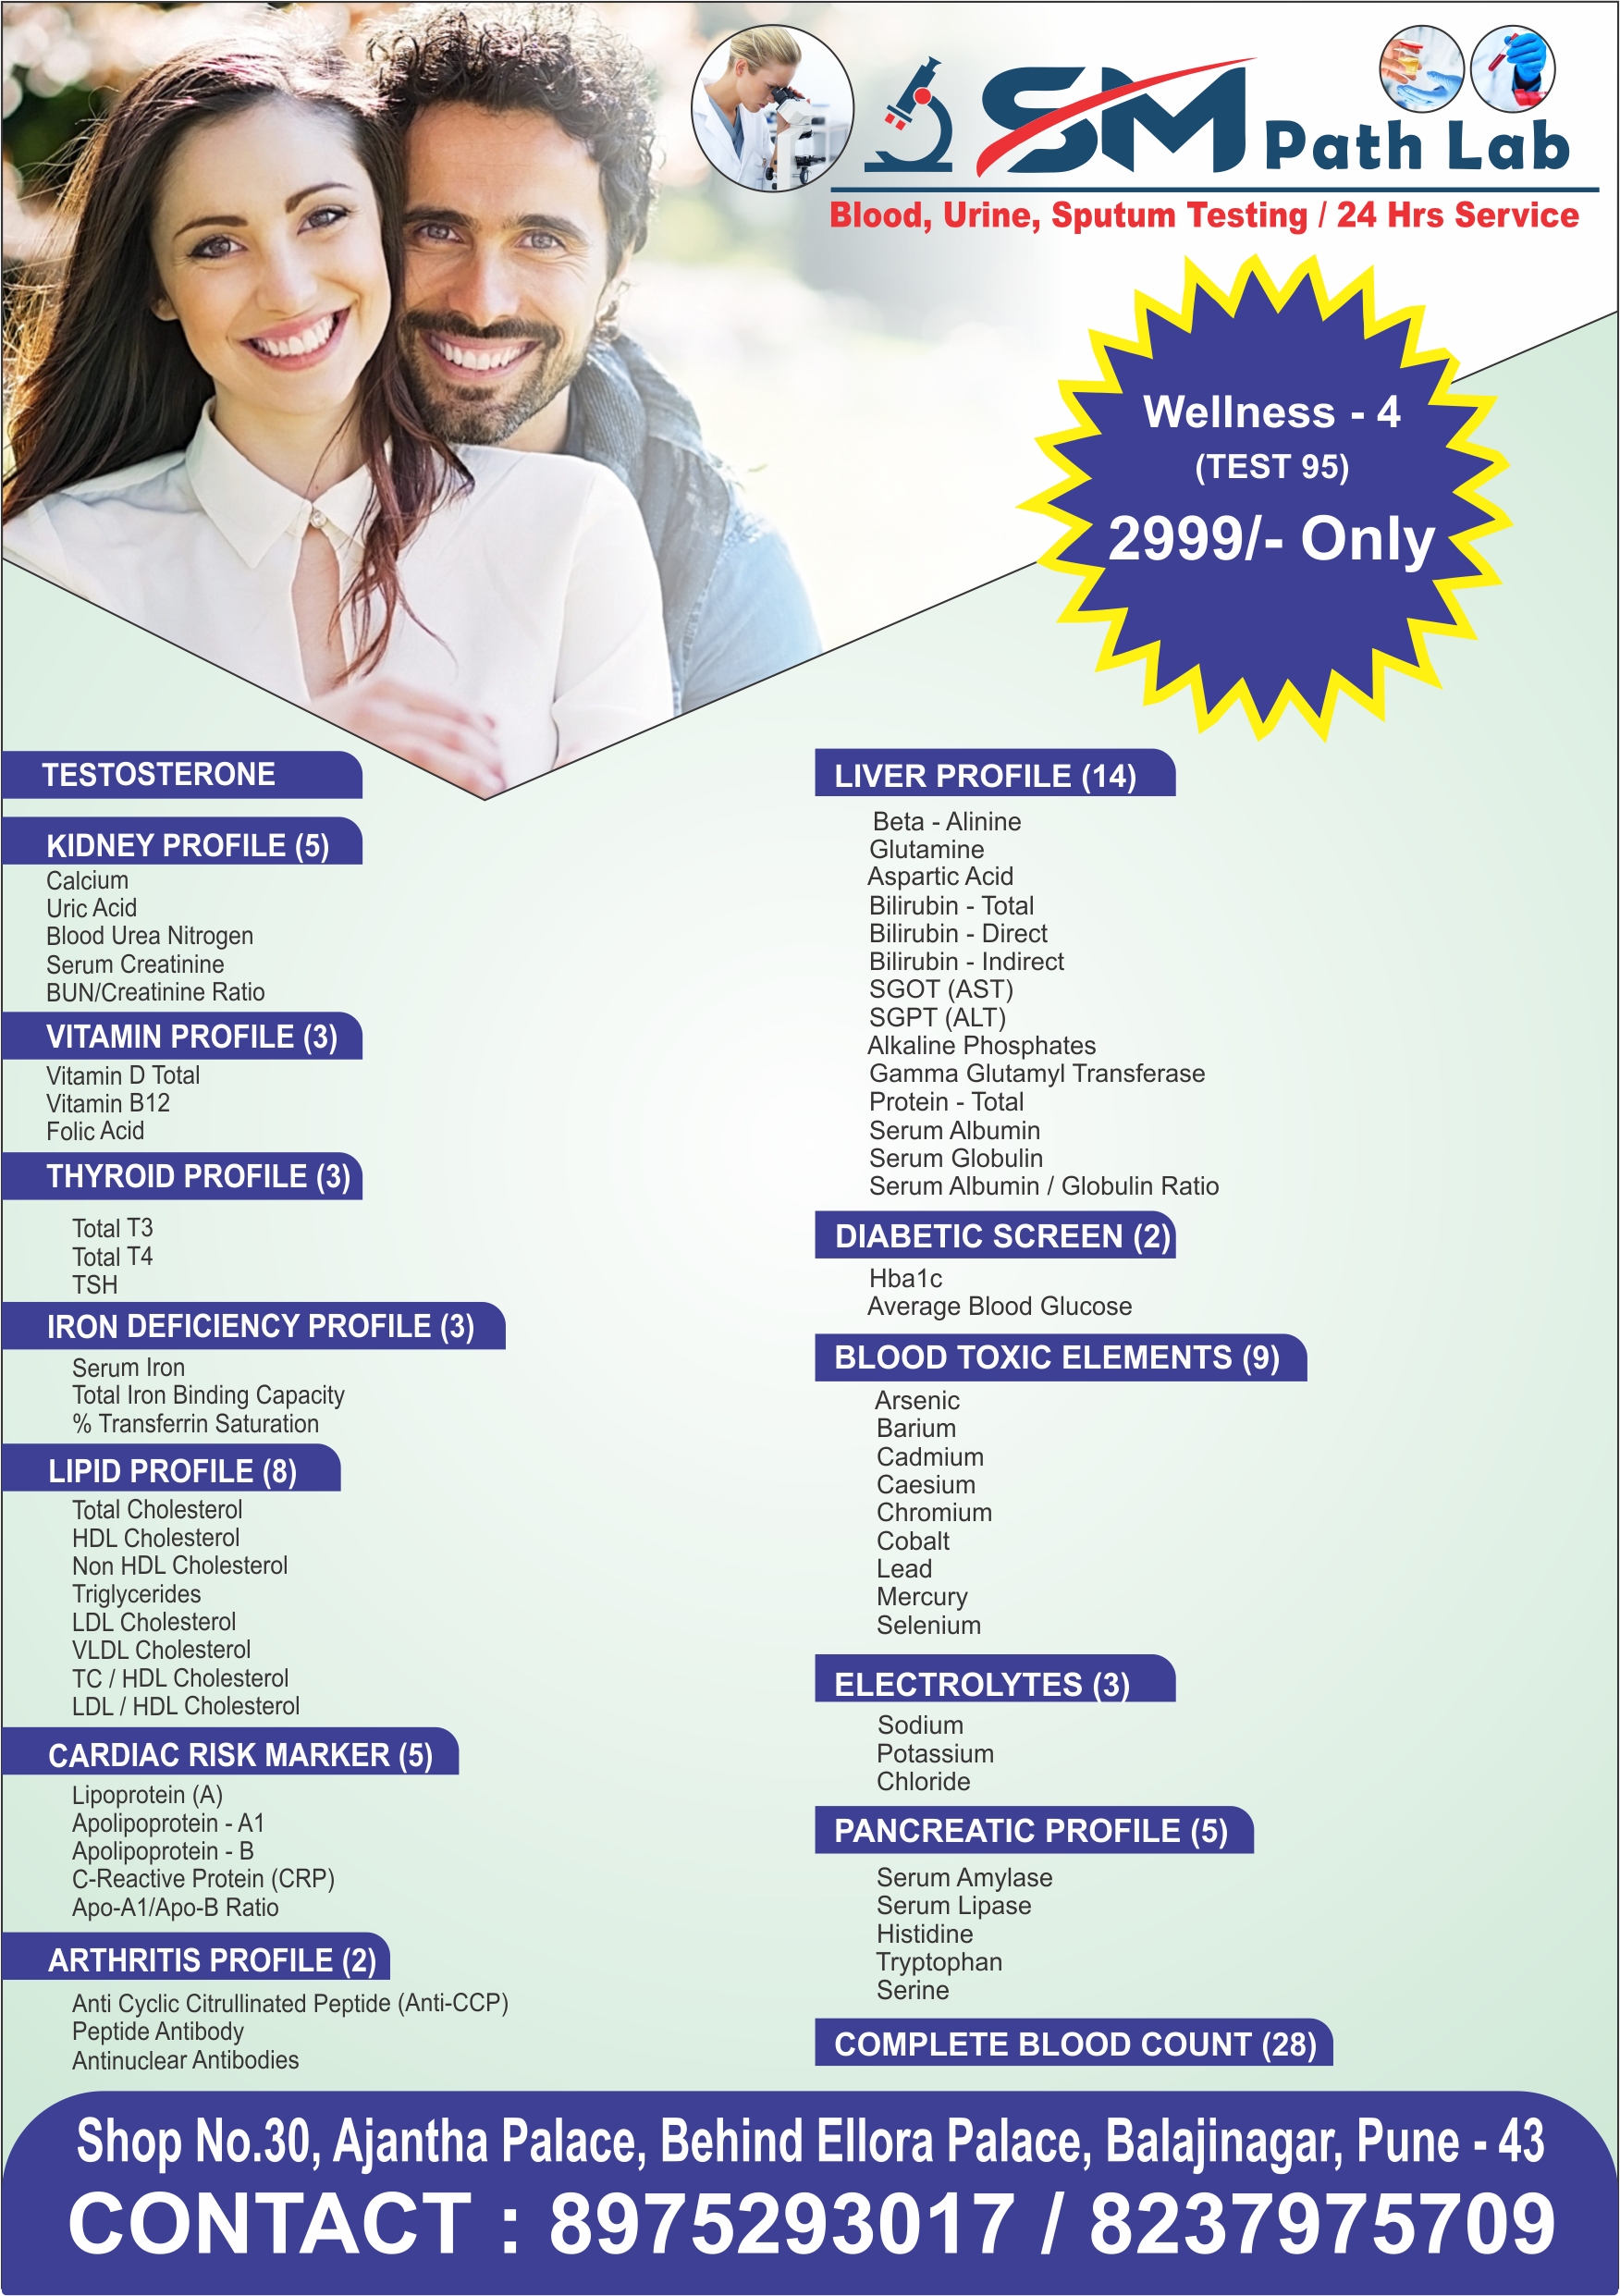 SM Path Lab
Blood, Urine, Sputum Testing / 24 Hrs Service
Wellness - 4
(TEST 95)
2999/- Only
TESTOSTERONE
KIDNEY PROFILE (5)
Calcium
Uric Acid
Blood Urea Nitrogen
Serum Creatinine
BUN/Creatinine Ratio
VITAMIN PROFILE (3)
Vitamin D Total
Vitamin B12
Folic Acid
THYROID PROFILE (3)
Total T3
Total T4
TSH
IRON DEFICIENCY PROFILE (3)
Serum Iron
Total Iron Binding Capacity
% Transferrin Saturation
LIPID PROFILE (8)
Total Cholesterol
HDL Cholesterol
Non HDL Cholesterol
Triglycerides
LDL Cholesterol
VLDL Cholesterol
TC / HDL Cholesterol
LDL / HDL Cholesterol
CARDIAC RISK MARKER (5)
Lipoprotein (A)
Apolipoprotein - A1
Apolipoprotein - B
C-Reactive Protein (CRP)
Apo-A1/Apo-B Ratio
ARTHRITIS PROFILE (2)
Anti Cyclic Citrullinated Peptide (Anti-CCP)
Peptide Antibody
Antinuclear Antibodies
LIVER PROFILE (14)
Beta - Alinine
Glutamine
Aspartic Acid
Bilirubin - Total
Bilirubin - Direct
Bilirubin - Indirect
SGOT (AST)
SGPT (ALT)
Alkaline Phosphates
Gamma Glutamyl Transferase
Protein - Total
Serum Albumin
Serum Globulin
Serum Albumin / Globulin Ratio
DIABETIC SCREEN (2)
Hba1c
Average Blood Glucose
BLOOD TOXIC ELEMENTS (9)
Arsenic
Barium
Cadmium
Caesium
Chromium
Cobalt
Lead
Mercury
Selenium
ELECTROLYTES (3)
Sodium
Potassium
Chloride
PANCREATIC PROFILE (5)
Serum Amylase
Serum Lipase
Histidine
Tryptophan
Serine
COMPLETE BLOOD COUNT (28)
Shop No.30, Ajantha Palace, Behind Ellora Palace, Balajinagar, Pune - 43
CONTACT : 8975293017 / 8237975709